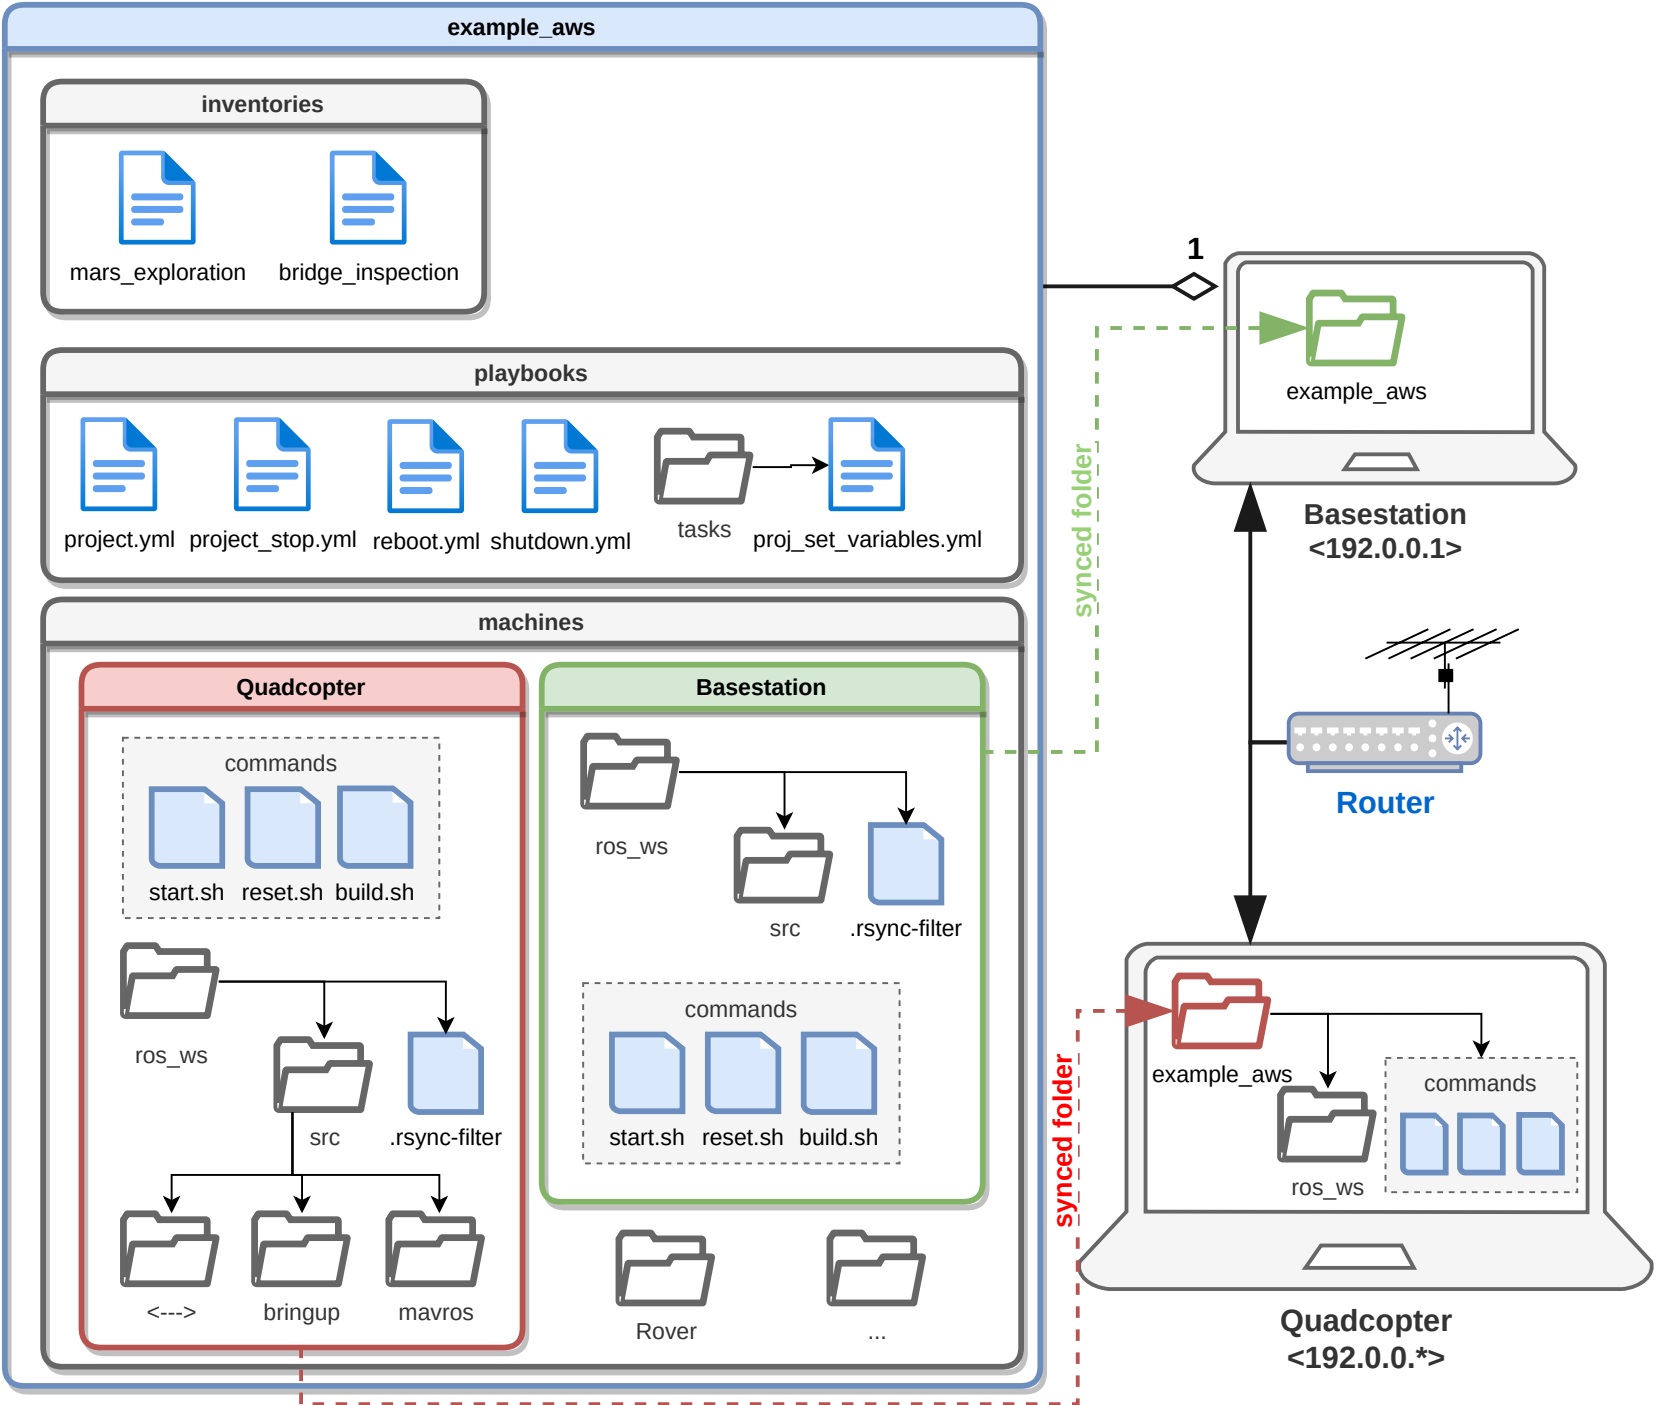 example_aws
inventories
mars_exploration
bridge_inspection
playbooks
project.yml
project_stop.yml
reboot.yml
shutdown.yml
tasks
proj_set_variables.yml
machines
Quadcopter
commands
start.sh
reset.sh
build.sh
ros_ws
src
.rsync-filter
<--->
bringup
mavros
Basestation
ros_ws
src
.rsync-filter
commands
start.sh
reset.sh
build.sh
Rover
...
synced folder
synced folder
1
example_aws
Basestation
<192.0.0.1>
Router
example_aws
ros_ws
commands
Quadcopter
<192.0.0.*>